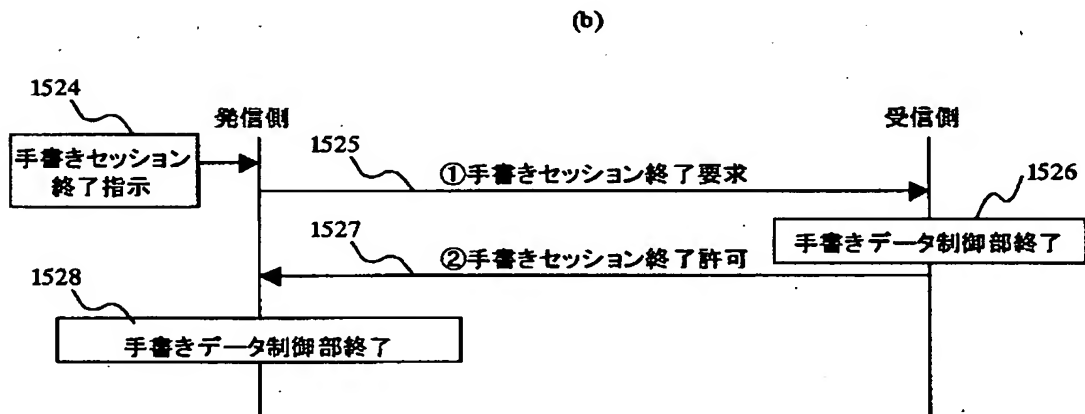 (b)
1524
発信側
受信側
手書きセッション
終了指示
1525
①手書きセッション終了要求
1526
手書きデータ制御部終了
1527
②手書きセッション終了許可
1528
手書きデータ制御部終了